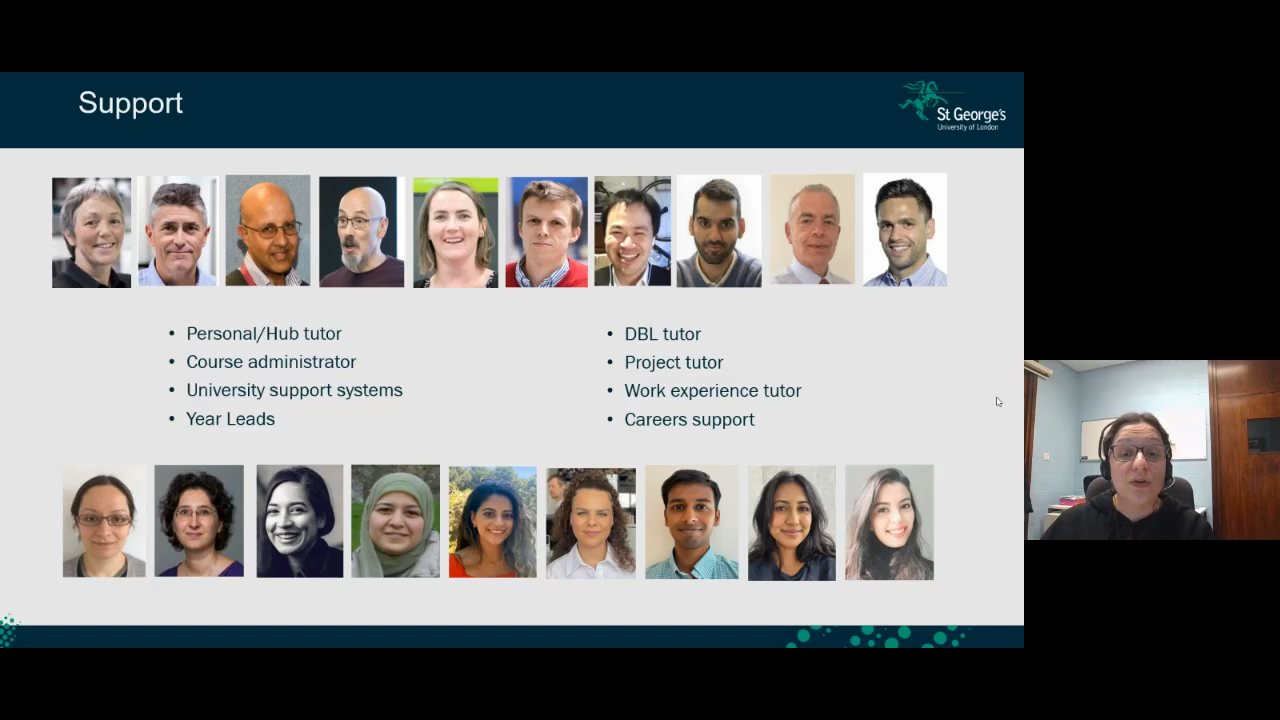 Support
St George's
University of London
• Personal/Hub tutor
• Course administrator
• University support systems
• Year Leads
• DBL tutor
• Project tutor
• Work experience tutor
• Careers support